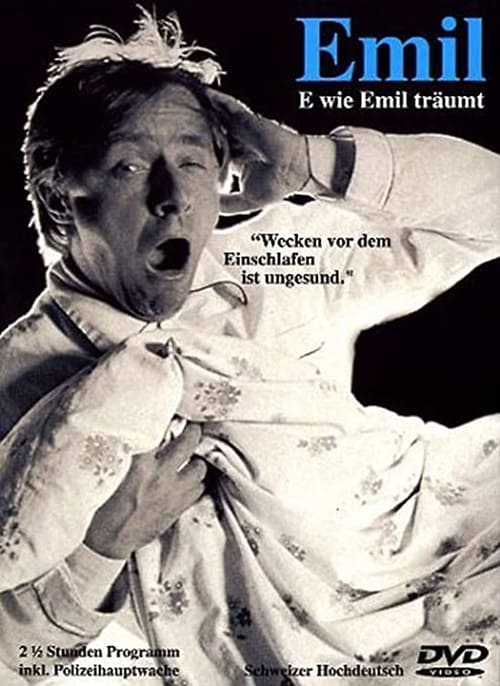 Emil
E wie Emil träumt
"Wecken vor dem
Einschlafen
ist ungesund."
2 ½ Stunden Programm
inkl. Polizeihauptwache
Schweizer Hochdeutsch
DVD
VIDEO